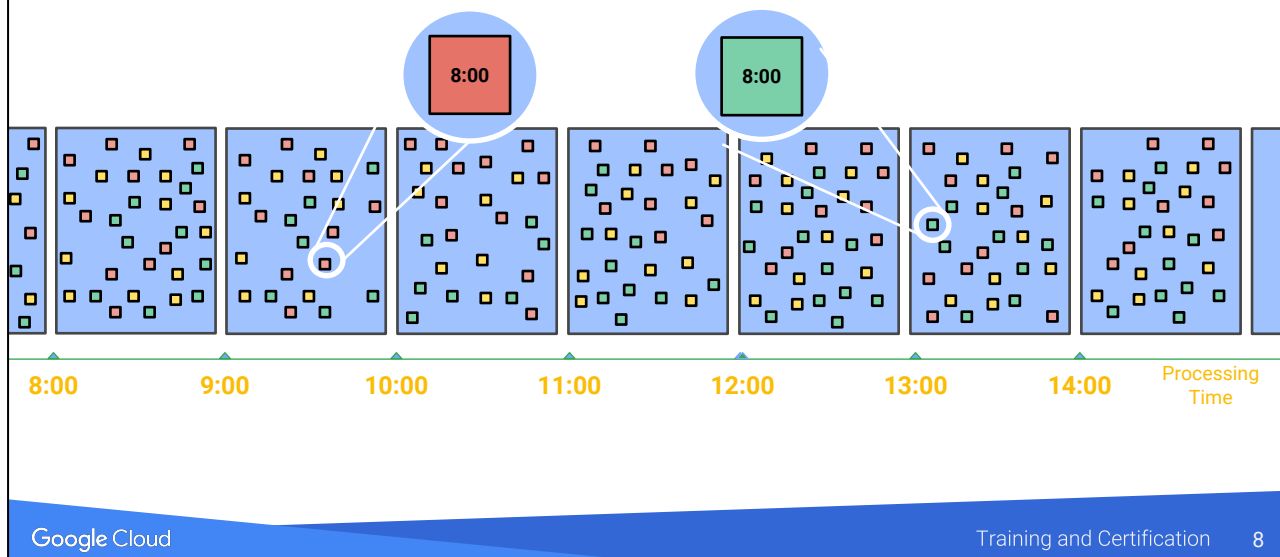 8:00
8:00
8:00
9:00
10:00
11:00
12:00
13:00
14:00
Processing
Time
Google Cloud
Training and Certification
8